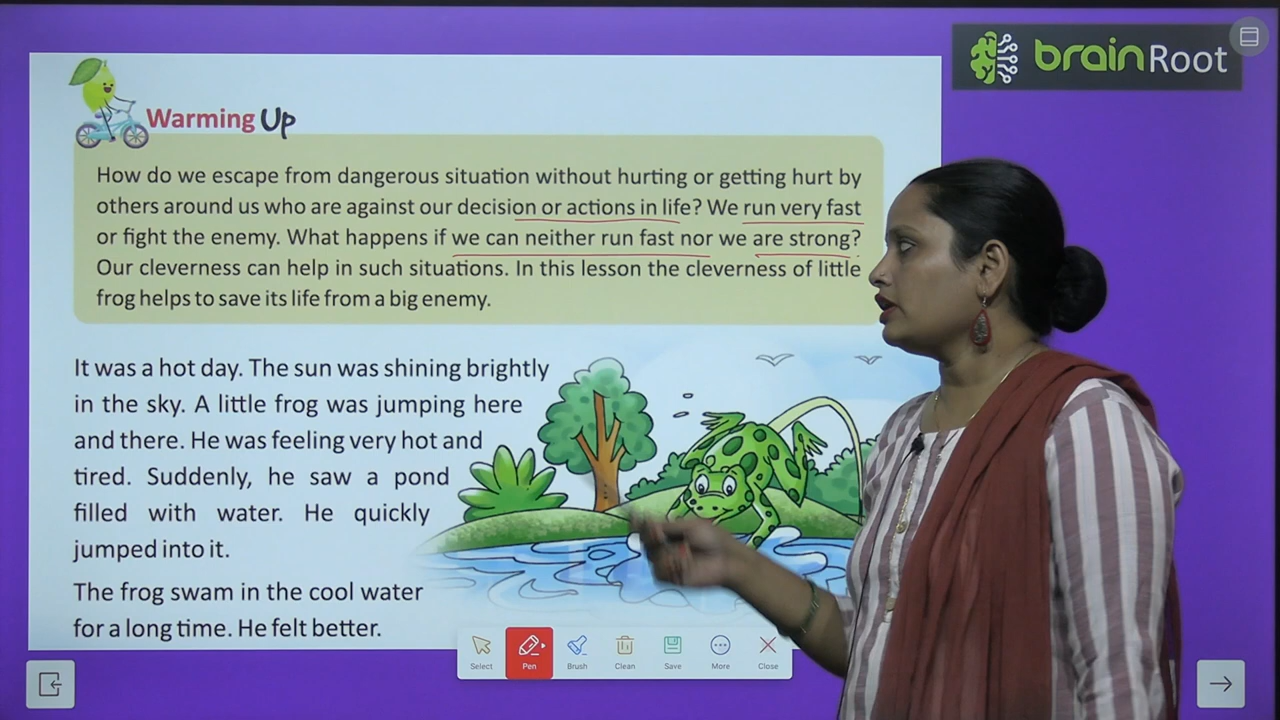 brainRoot
Warming Up
How do we escape from dangerous situation without hurting or getting hurt by
others around us who are against our decision or actions in life? We run very fast
or fight the enemy. What happens if we can neither run fast nor we are strong?
Our cleverness can help in such situations. In this lesson the cleverness of little
frog helps to save its life from a big enemy.
It was a hot day. The sun was shining brightly
in the sky. A little frog was jumping here
and there. He was feeling very hot and
tired. Suddenly, he saw a pond
filled with water. He quickly
jumped into it.
The frog swam in the cool water
for a long time. He felt better.
Select
Pen
Brush
Clean
Save
More
Close